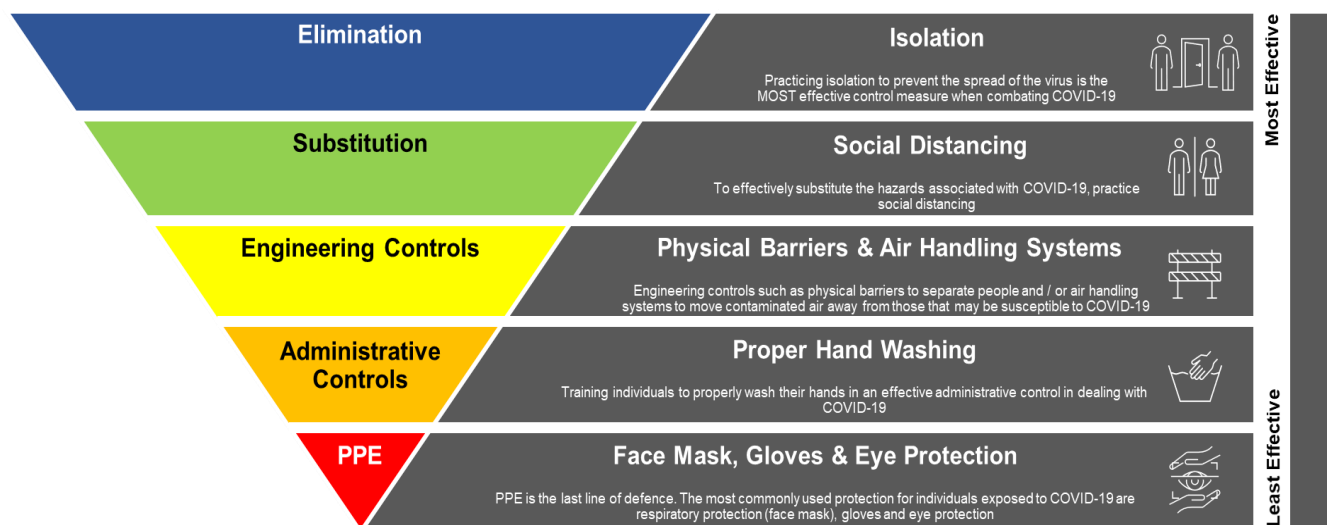 Elimination
Isolation
Practicing isolation to prevent the spread of the virus is the
MOST effective control measure when combating COVID-19
Substitution
Social Distancing
To effectively substitute the hazards associated with COVID-19, practice
social distancing
Engineering Controls
Physical Barriers & Air Handling Systems
Engineering controls such as physical barriers to separate people and / or air handling
systems to move contaminated air away from those that may be susceptible to COVID-19
Administrative
Controls
Proper Hand Washing
Training individuals to properly wash their hands in an effective administrative control in dealing with
COVID-19
PPE
Face Mask, Gloves & Eye Protection
PPE is the last line of defence. The most commonly used protection for individuals exposed to COVID-19 are
respiratory protection (face mask), gloves and eye protection
Most Effective
Least Effective